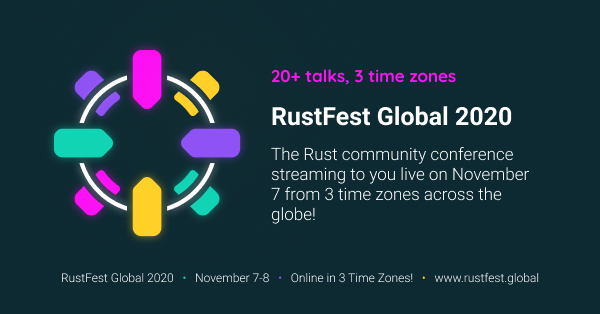 20+ talks, 3 time zones
RustFest Global 2020
The Rust community conference
streaming to you live on November
7 from 3 time zones across the
globe!
RustFest Global 2020 • November 7-8 • Online in 3 Time Zones! • www.rustfest.global